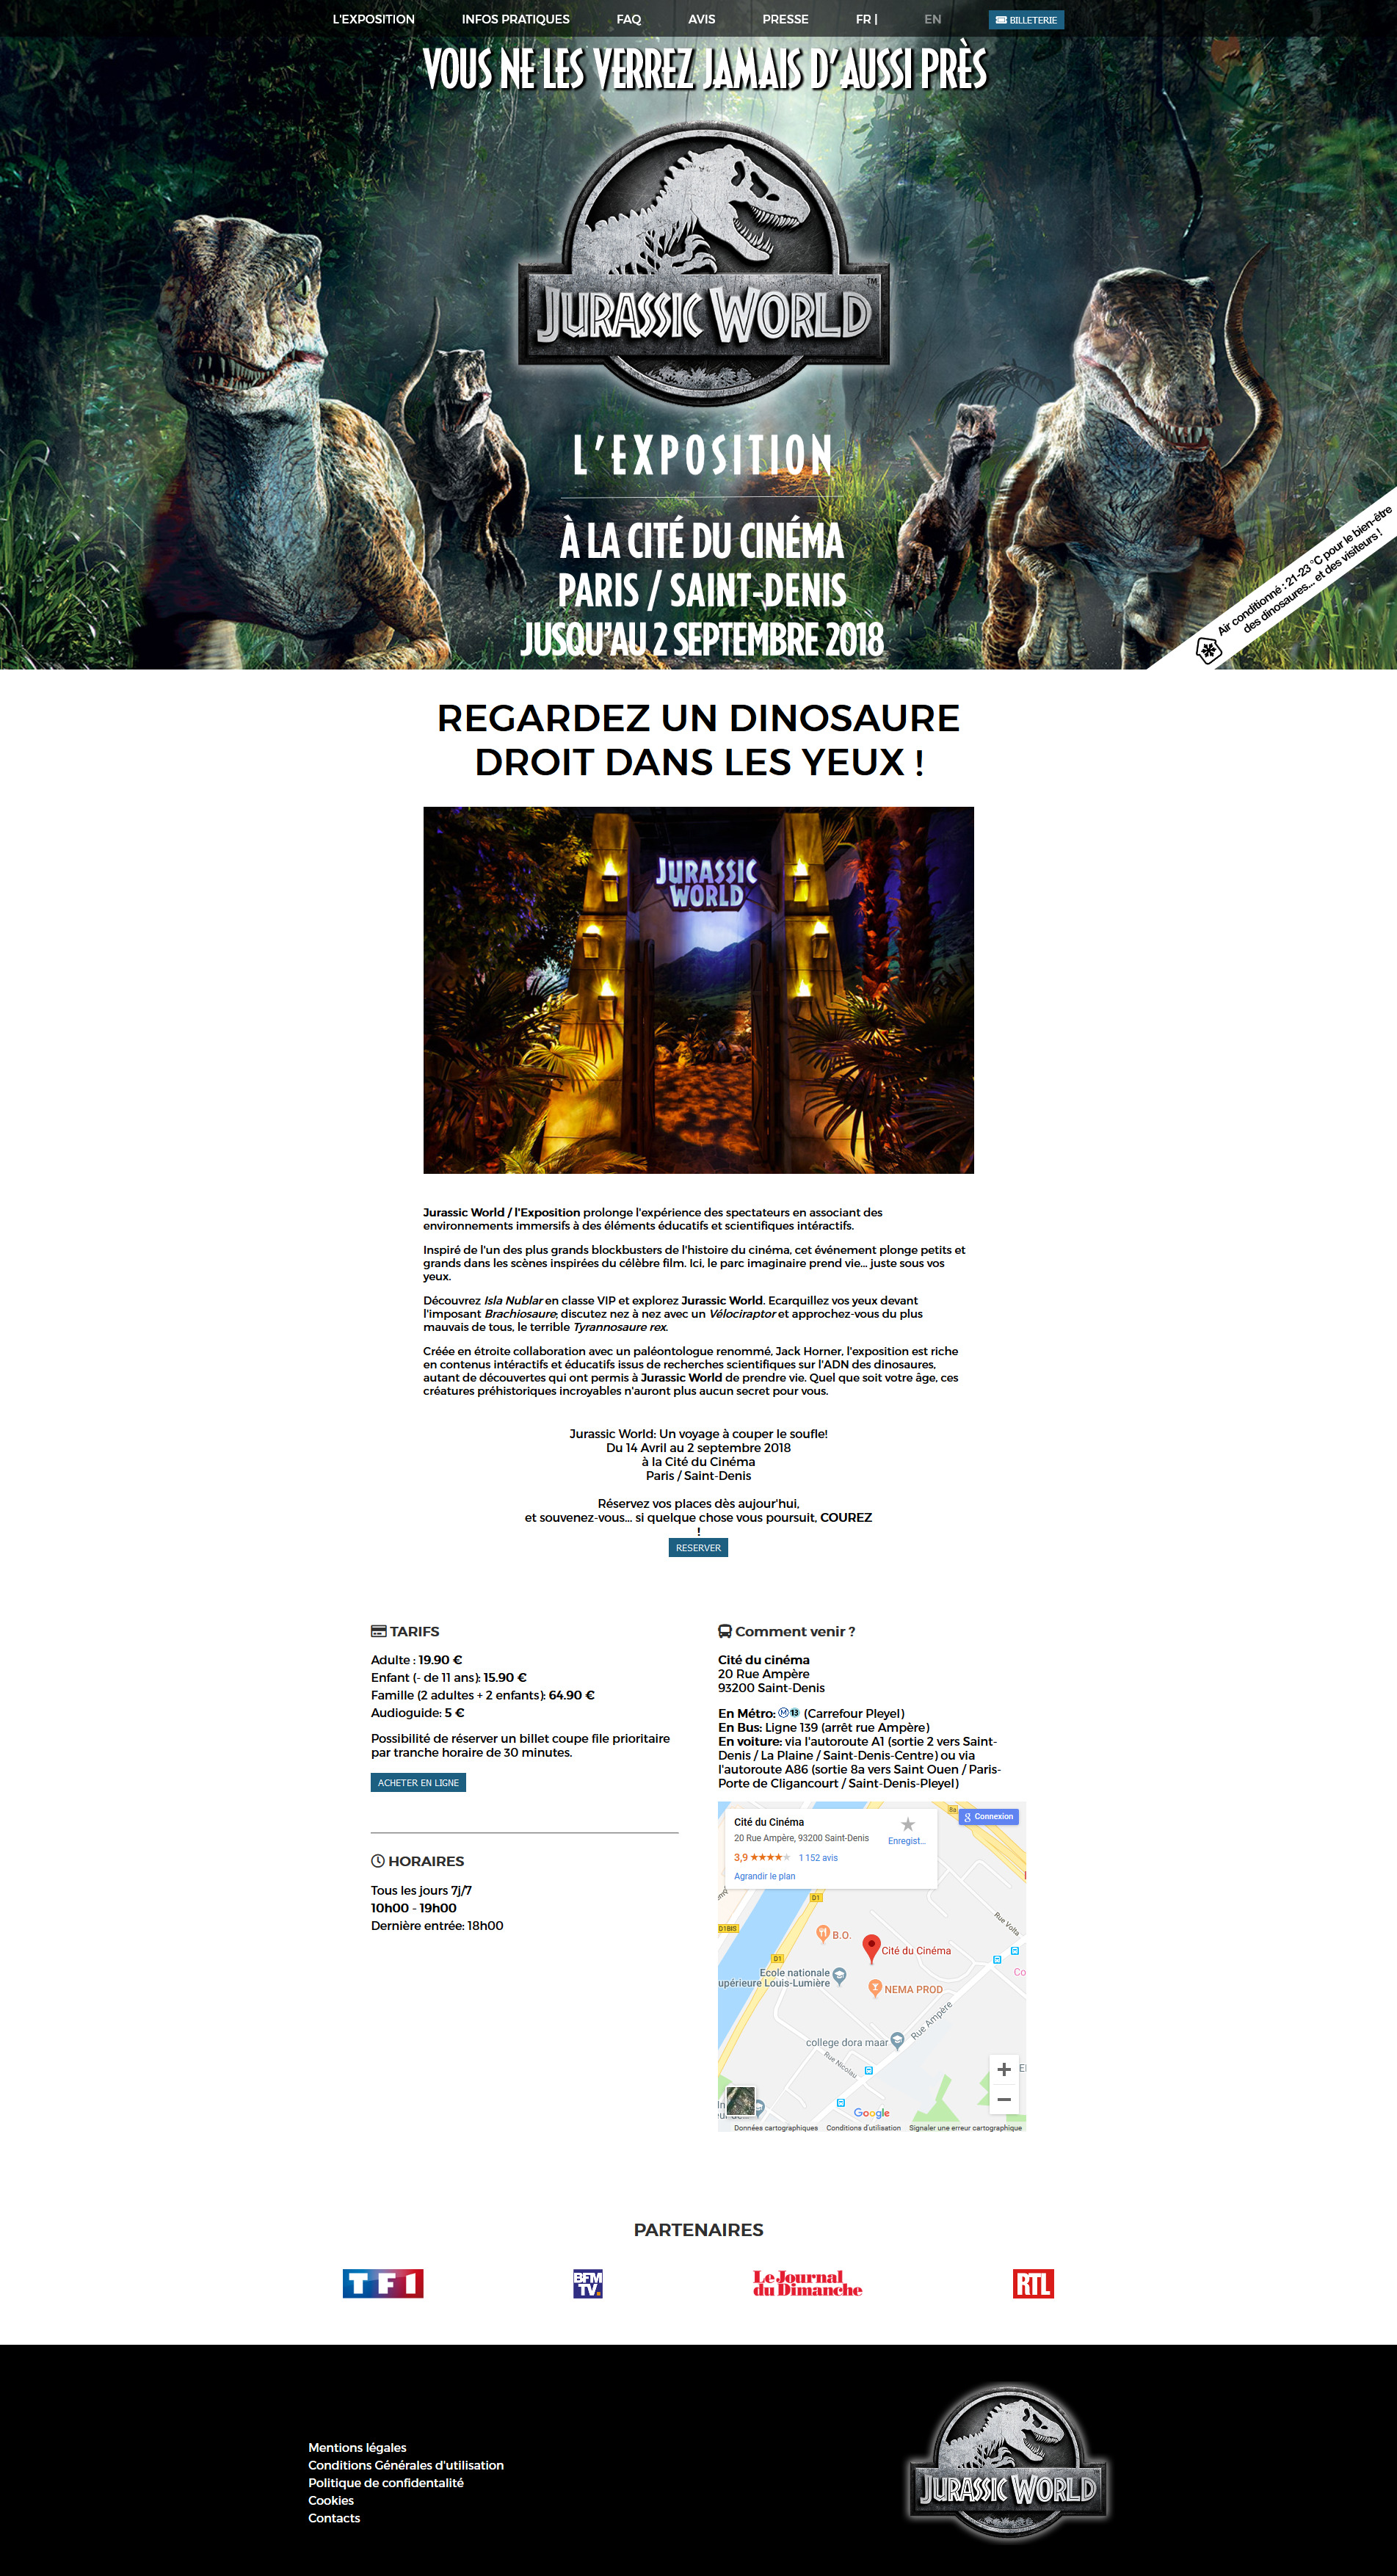 L'EXPOSITION INFOS PRATIQUES FAQ AVIS PRESSE FR | EN BILLETERIE
VOUS NE LES VERREZ JAMAIS D'AUSSI PRÈS
JURASSIC WORLD™
L'EXPOSITION
À LA CITÉ DU CINÉMA
PARIS / SAINT-DENIS
JUSQU'AU 2 SEPTEMBRE 2018
Air conditionné : 21-23 °C pour le bien-être
des dinosaures... et des visiteurs !
REGARDEZ UN DINOSAURE
DROIT DANS LES YEUX !
JURASSIC
WORLD
Jurassic World / l'Exposition prolonge l'expérience des spectateurs en associant des
environnements immersifs à des éléments éducatifs et scientifiques intéractifs.
Inspiré de l'un des plus grands blockbusters de l'histoire du cinéma, cet événement plonge petits et
grands dans les scènes inspirées du célèbre film. Ici, le parc imaginaire prend vie... juste sous vos
yeux.
Découvrez Isla Nublar en classe VIP et explorez Jurassic World. Ecarquillez vos yeux devant
l'imposant Brachiosaure; discutez nez à nez avec un Vélociraptor et approchez-vous du plus
mauvais de tous, le terrible Tyrannosaure rex.
Créée en étroite collaboration avec un paléontologue renommé, Jack Horner, l'exposition est riche
en contenus intéractifs et éducatifs issus de recherches scientifiques sur l'ADN des dinosaures,
autant de découvertes qui ont permis à Jurassic World de prendre vie. Quel que soit votre âge, ces
créatures préhistoriques incroyables n'auront plus aucun secret pour vous.
Jurassic World: Un voyage à couper le soufle!
Du 14 Avril au 2 septembre 2018
à la Cité du Cinéma
Paris / Saint-Denis
Réservez vos places dès aujourd'hui,
et souvenez-vous... si quelque chose vous poursuit, COUREZ
!
RESERVER
TARIFS
Adulte : 19.90 €
Enfant (- de 11 ans): 15.90 €
Famille (2 adultes + 2 enfants): 64.90 €
Audioguide: 5 €
Possibilité de réserver un billet coupe file prioritaire
par tranche horaire de 30 minutes.
ACHETER EN LIGNE
HORAIRES
Tous les jours 7j/7
10h00 - 19h00
Dernière entrée: 18h00
Comment venir ?
Cité du cinéma
20 Rue Ampère
93200 Saint-Denis
En Métro: M 13 (Carrefour Pleyel)
En Bus: Ligne 139 (arrêt rue Ampère)
En voiture: via l'autoroute A1 (sortie 2 vers Saint-
Denis / La Plaine / Saint-Denis-Centre) ou via
l'autoroute A86 (sortie 8a vers Saint Ouen / Paris-
Porte de Cligancourt / Saint-Denis-Pleyel)
8a
Cité du Cinéma
Connexion
20 Rue Ampère, 93200 Saint-Denis
Enregist...
3,9 1 152 avis
Agrandir le plan
D1
Rue Volta
D1BIS
B.O.
Cité du Cinéma
D1
Ecole nationale
upérieure Louis-Lumière
Co
NEMA PROD
Rue Ampère
college dora maar
Rue Nicolau
Google
Données cartographiques Conditions d'utilisation Signaler une erreur cartographique
PARTENAIRES
TF1
BFM
TV.
Le Journal
du Dimanche
RTL
Mentions légales
Conditions Générales d'utilisation
Politique de confidentalité
Cookies
Contacts
JURASSIC WORLD